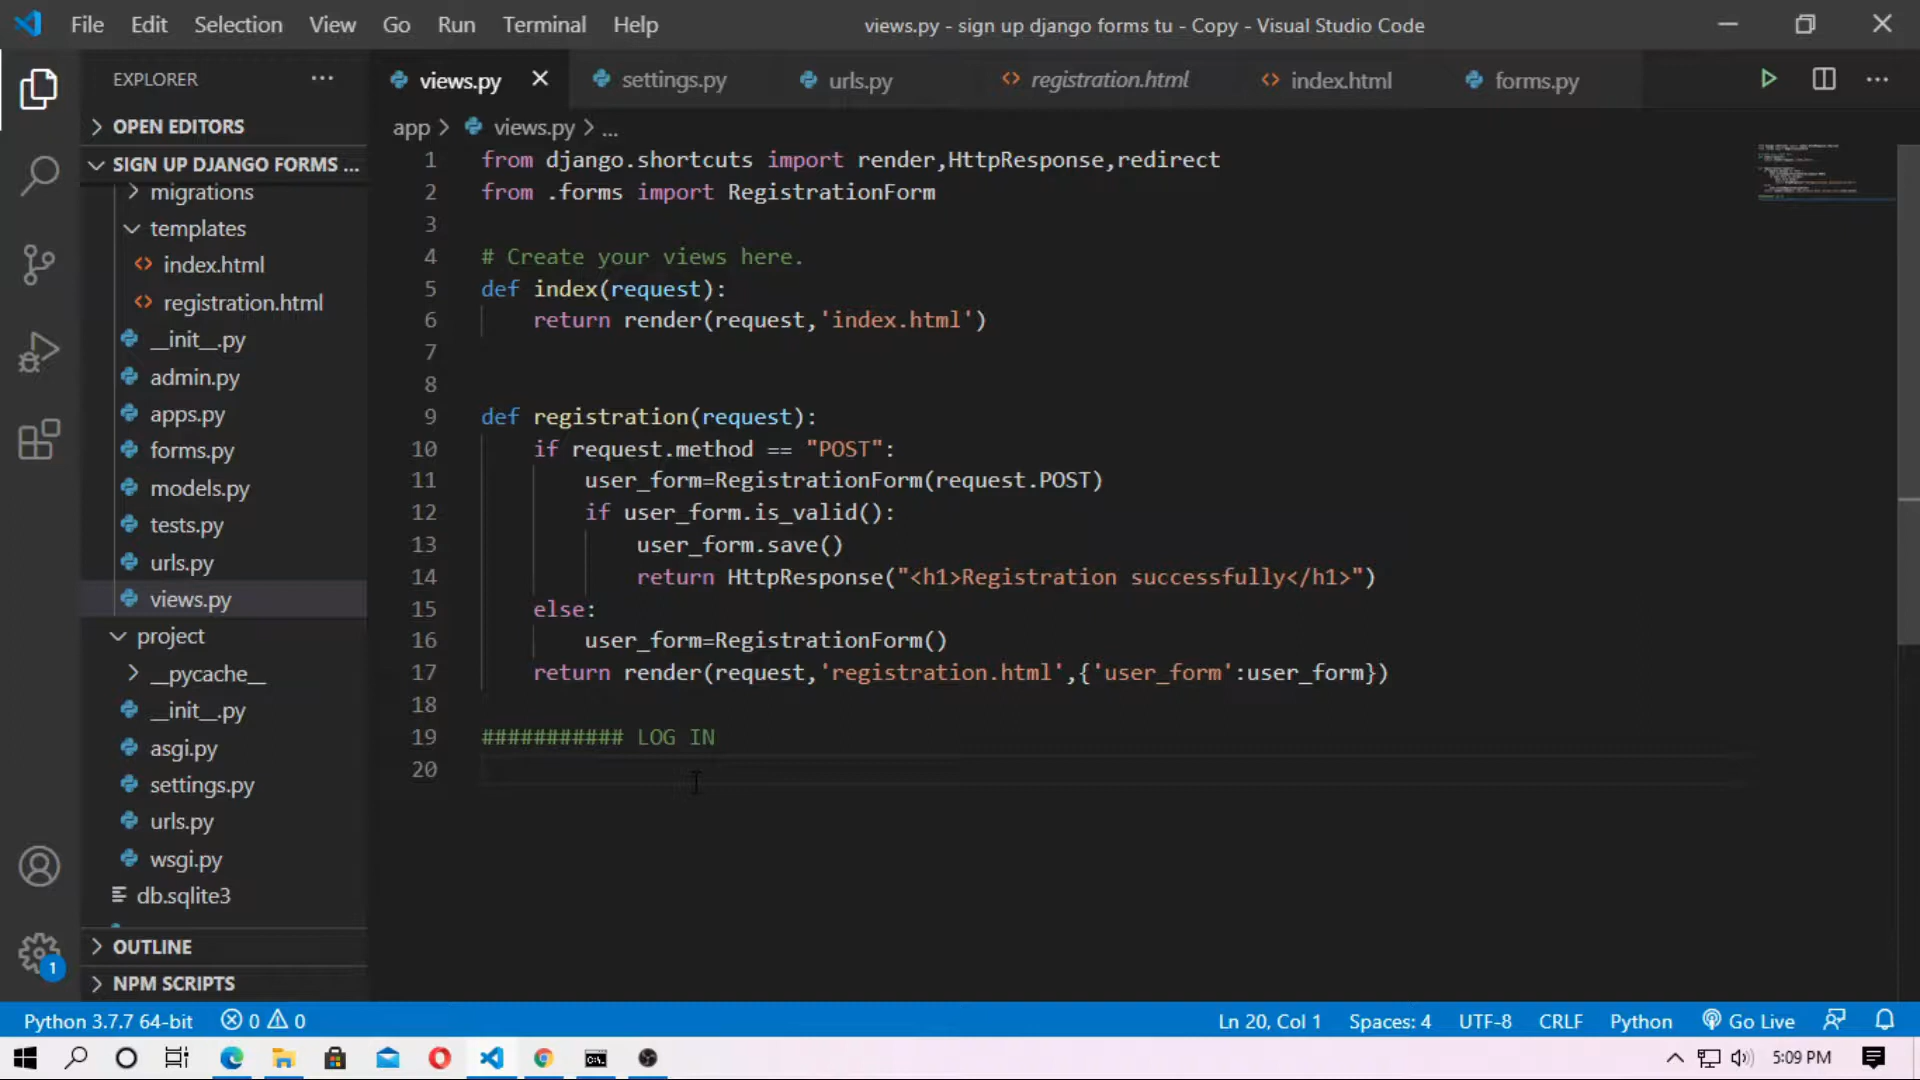 File Edit Selection View Go Run Terminal Help views.py - sign up django forms tu - Copy - Visual Studio Code
EXPLORER ...
views.py settings.py urls.py registration.html index.html forms.py ...
OPEN EDITORS
SIGN UP DJANGO FORMS ...
migrations
templates
index.html
registration.html
__init__.py
admin.py
apps.py
forms.py
models.py
tests.py
urls.py
views.py
project
__pycache__
__init__.py
asgi.py
settings.py
urls.py
wsgi.py
db.sqlite3
OUTLINE
NPM SCRIPTS
app > views.py > ...
1 from django.shortcuts import render,HttpResponse,redirect
2 from .forms import RegistrationForm
3
4 # Create your views here.
5 def index(request):
6     return render(request,'index.html')
7
8
9 def registration(request):
10     if request.method == "POST":
11         user_form=RegistrationForm(request.POST)
12         if user_form.is_valid():
13             user_form.save()
14             return HttpResponse("<h1>Registration successfully</h1>")
15     else:
16         user_form=RegistrationForm()
17     return render(request,'registration.html',{'user_form':user_form})
18
19 ########### LOG IN
20
1
Python 3.7.7 64-bit 0 0 Ln 20, Col 1 Spaces: 4 UTF-8 CRLF Python Go Live
5:09 PM